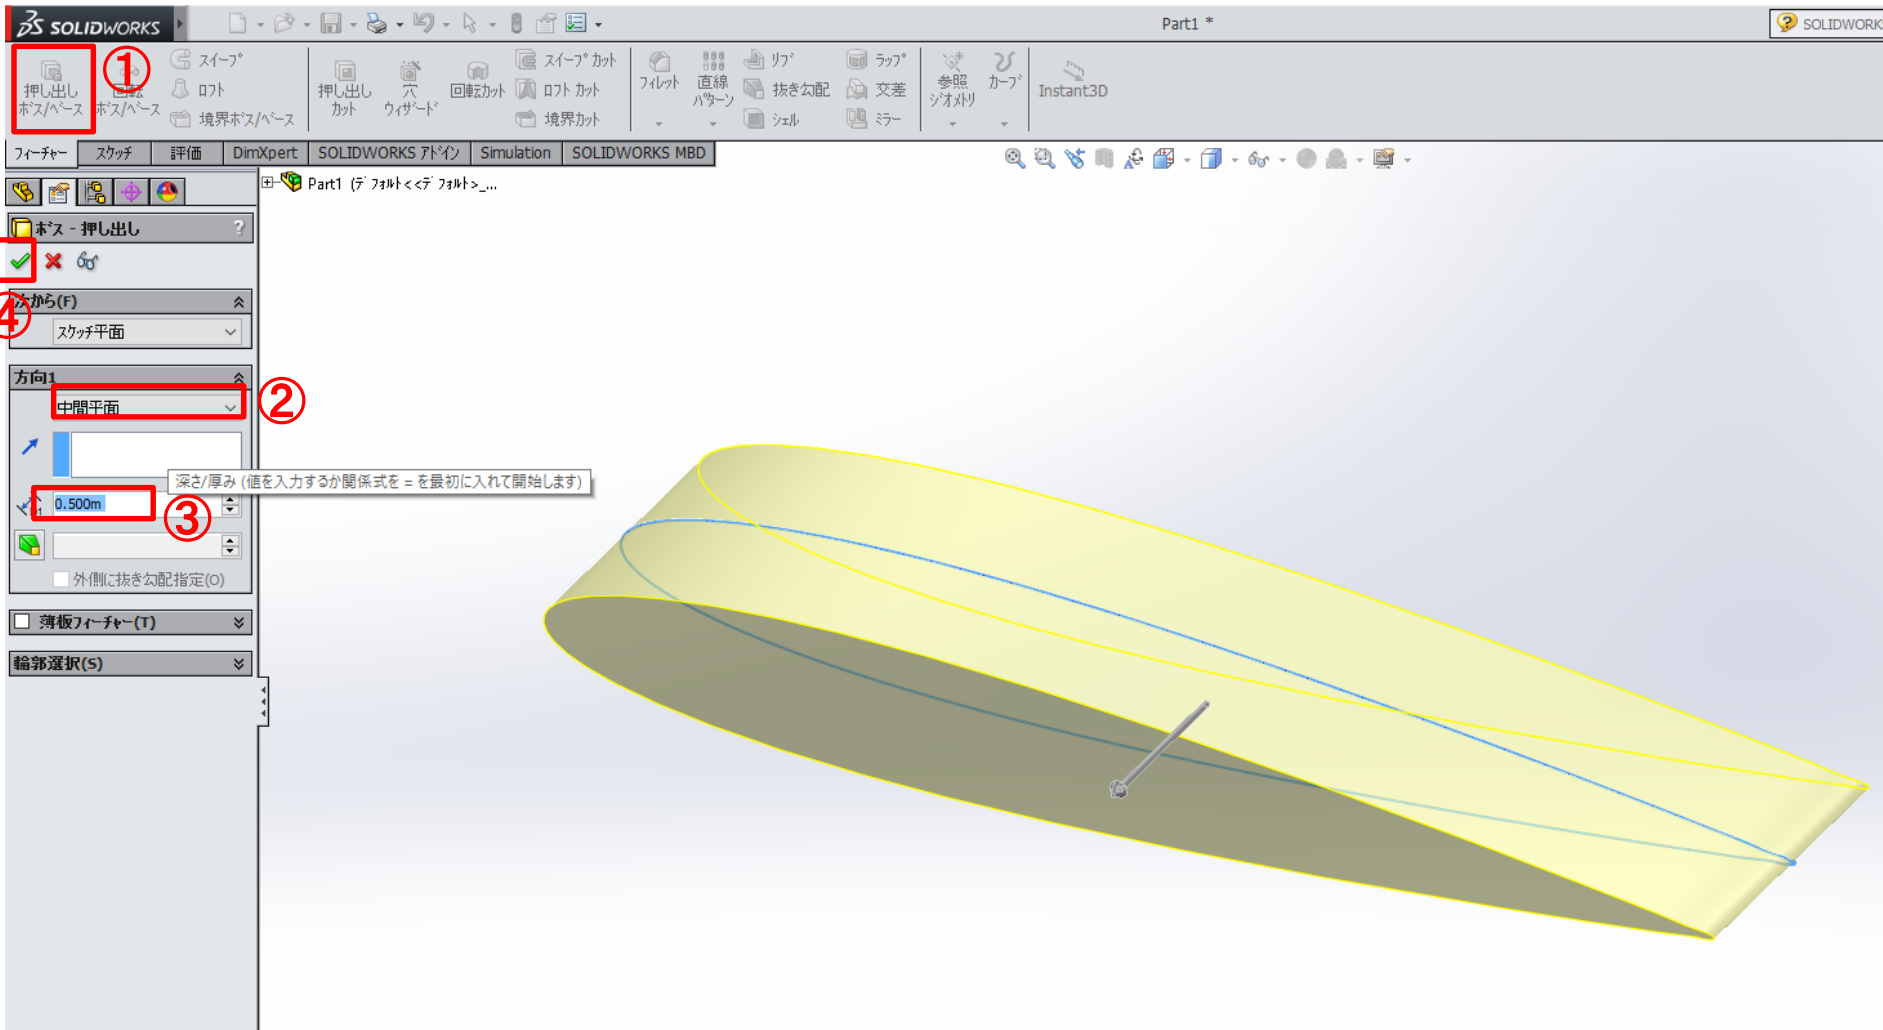 SOLIDWORKS
Part1 *
SOLIDWORK
①
押し出し
ボス/ベース
回転
ボス/ベース
スイープ
ロフト
境界ボス/ベース
押し出し
カット
穴
ウィザード
回転カット
スイープ カット
ロフト カット
境界カット
フィレット
直線
パターン
リブ
抜き勾配
シェル
ラップ
交差
ミラー
参照
ジオメトリ
カーブ
Instant3D
フィーチャー
スケッチ
評価
DimXpert
SOLIDWORKS アドイン
Simulation
SOLIDWORKS MBD
Part1 (デフォルト<<デフォルト>_...
ボス - 押し出し
?
④
次から(F)
スケッチ平面
方向1
中間平面
②
深さ/厚み (値を入力するか関係式を = を最初に入れて開始します)
D1
0.500m
③
外側に抜き勾配指定(O)
薄板フィーチャー(T)
輪郭選択(S)